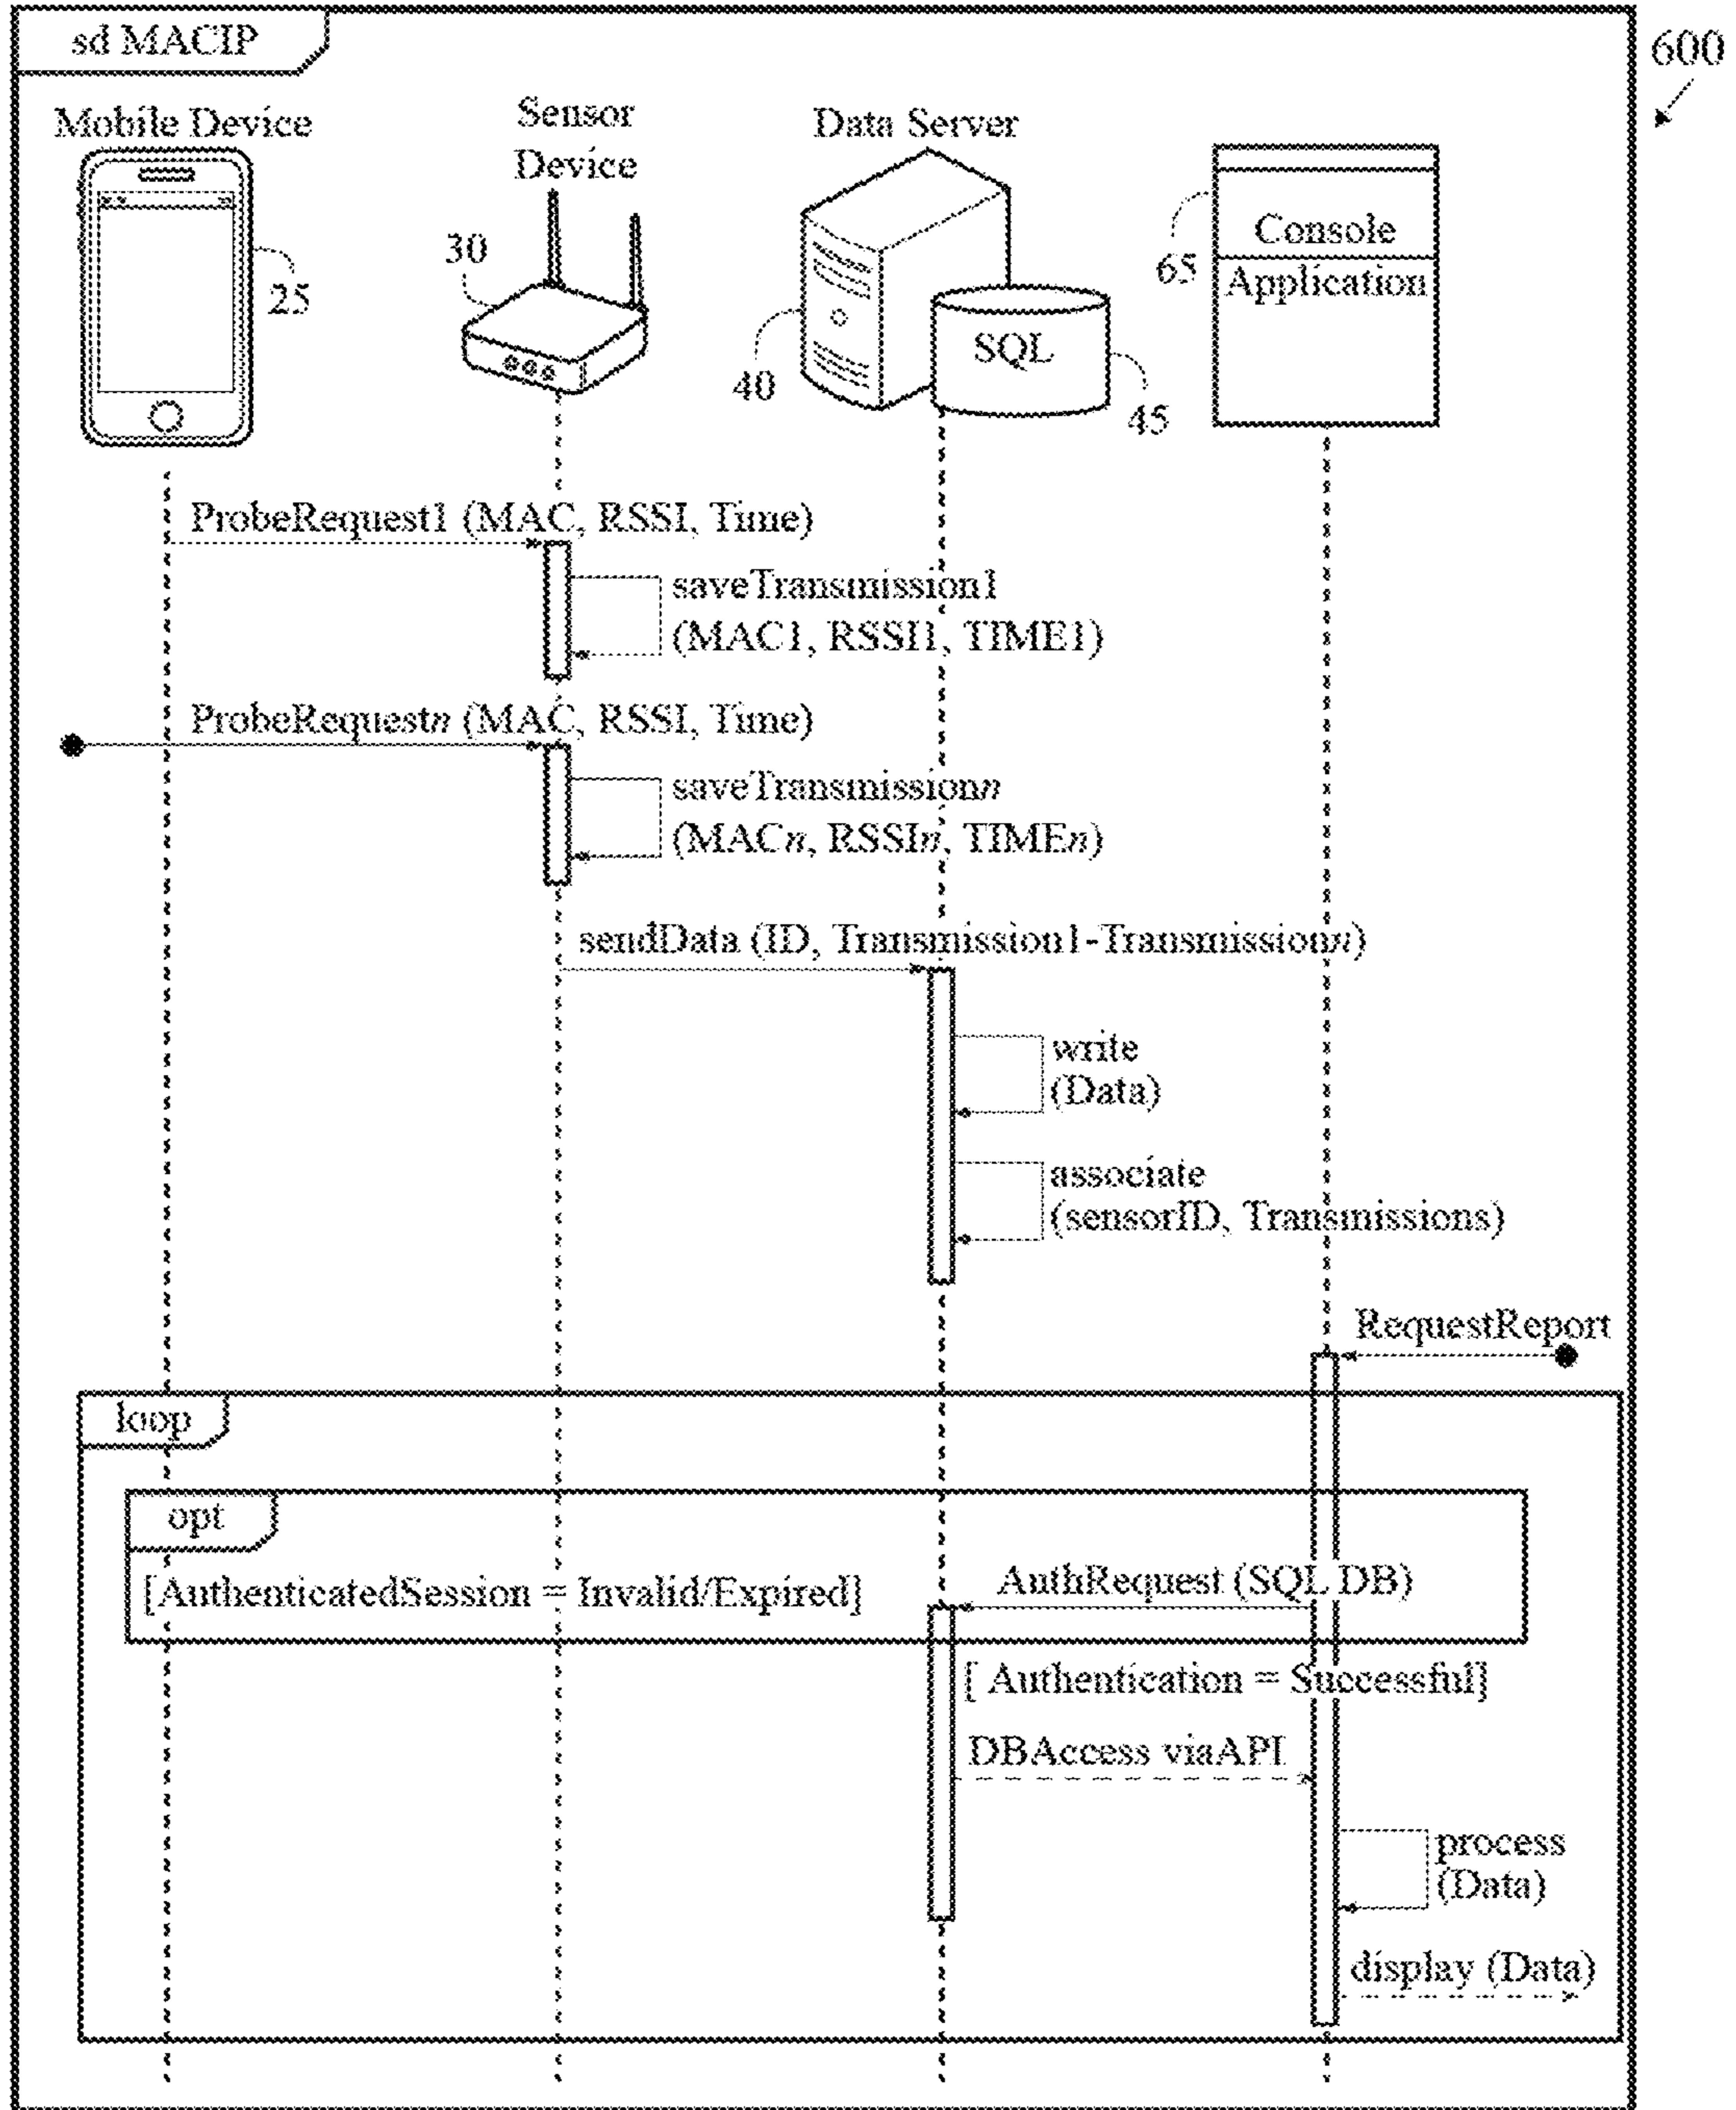 sd MACIP
600
Mobile Device
Sensor
Device
Data Server
25
30
40
SQL
45
65
Console
Application
ProbeRequest1 (MAC, RSSI, Time)
saveTransmission1
(MAC1, RSSI1, TIME1)
ProbeRequestn (MAC, RSSI, Time)
saveTransmissionn
(MACn, RSSIn, TIMEn)
sendData (ID, Transmission1-Transmissionn)
write
(Data)
associate
(sensorID, Transmissions)
RequestReport
loop
opt
[AuthenticatedSession = Invalid/Expired]
AuthRequest (SQL DB)
[ Authentication = Successful]
DBAccess viaAPI
process
(Data)
display (Data)